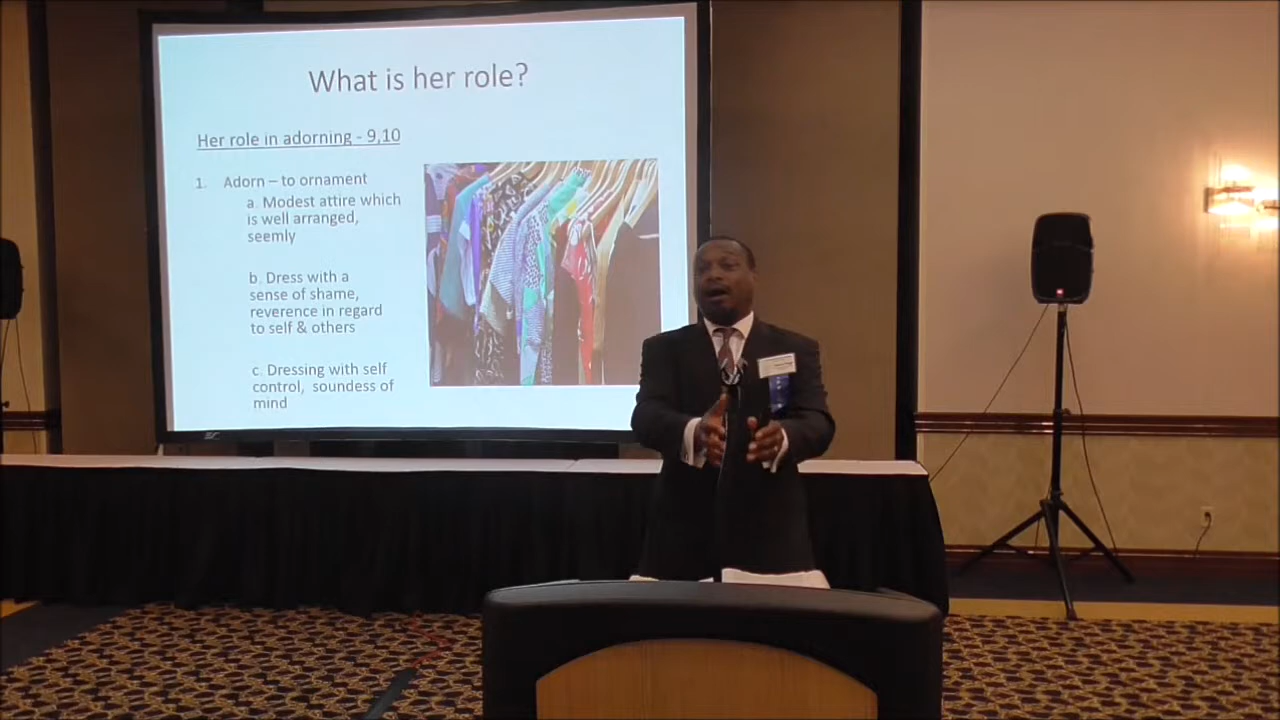 What is her role?
Her role in adorning - 9,10
1. Adorn – to ornament
a. Modest attire which
is well arranged,
seemly
b. Dress with a
sense of shame,
reverence in regard
to self & others
c. Dressing with self
control, soundess of
mind